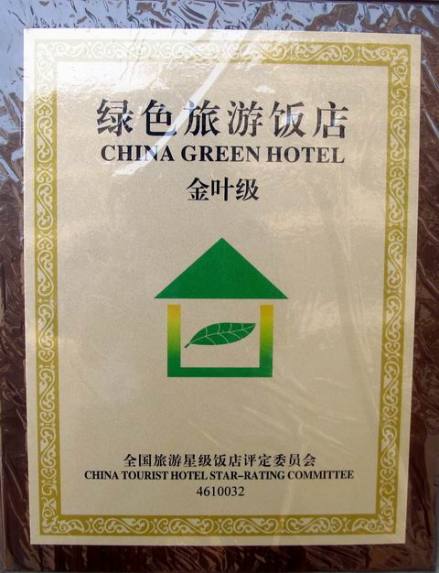 绿色旅游饭店
CHINA GREEN HOTEL
金叶级
全国旅游星级饭店评定委员会
CHINA TOURIST HOTEL STAR-RATING COMMITTEE
4610032